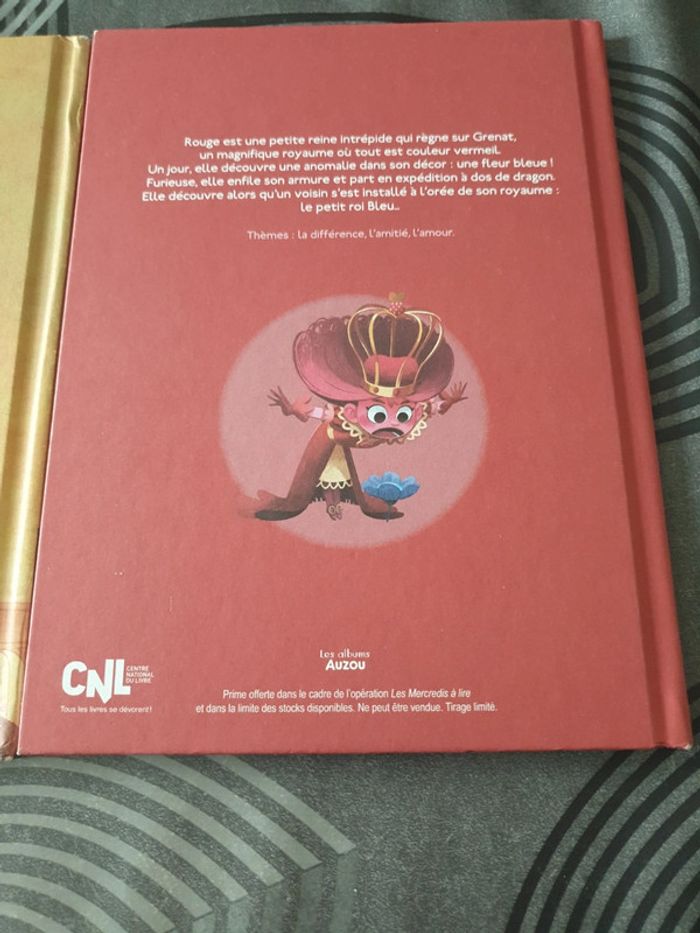 Rouge est une petite reine intrépide qui règne sur Grenat,
un magnifique royaume où tout est couleur vermeil.
Un jour, elle découvre une anomalie dans son décor : une fleur bleue !
Furieuse, elle enfile son armure et part en expédition à dos de dragon.
Elle découvre alors qu'un voisin s'est installé à l'orée de son royaume :
le petit roi Bleu...
Thèmes : la différence, l'amitié, l'amour.
CNL
CENTRE
NATIONAL
DU LIVRE
Tous les livres se dévorent !
Les albums
AUZOU
Prime offerte dans le cadre de l'opération Les Mercredis à lire
et dans la limite des stocks disponibles. Ne peut être vendue. Tirage limité.